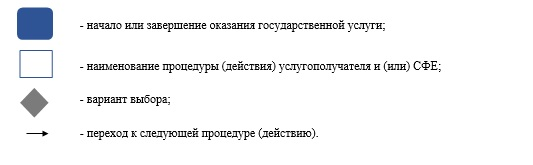 - начало или завершение оказания государственной услуги;
- наименование процедуры (действия) услугополучателя и (или) СФЕ;
- вариант выбора;
- переход к следующей процедуре (действию).